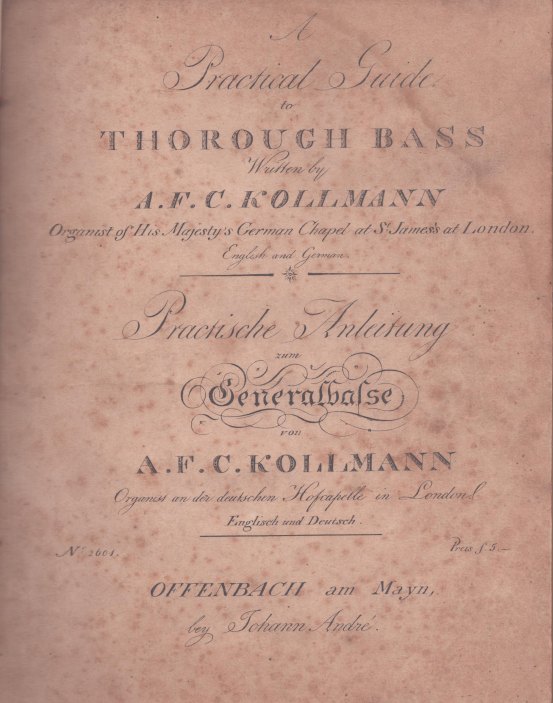 A
Practical Guide
to
THOROUGH BASS
Written by
A. F. C. KOLLMANN
Organist of His Majesty's German Chapel at St. James's at London.
English and German.
Practische Anleitung
zum
Generalbasse
von
A. F. C. KOLLMANN
Organist an der deutschen Hofcapelle in London
Englisch und Deutsch.
No. 2601.
Preis f 5.—
OFFENBACH am Mayn,
bey Johann André.